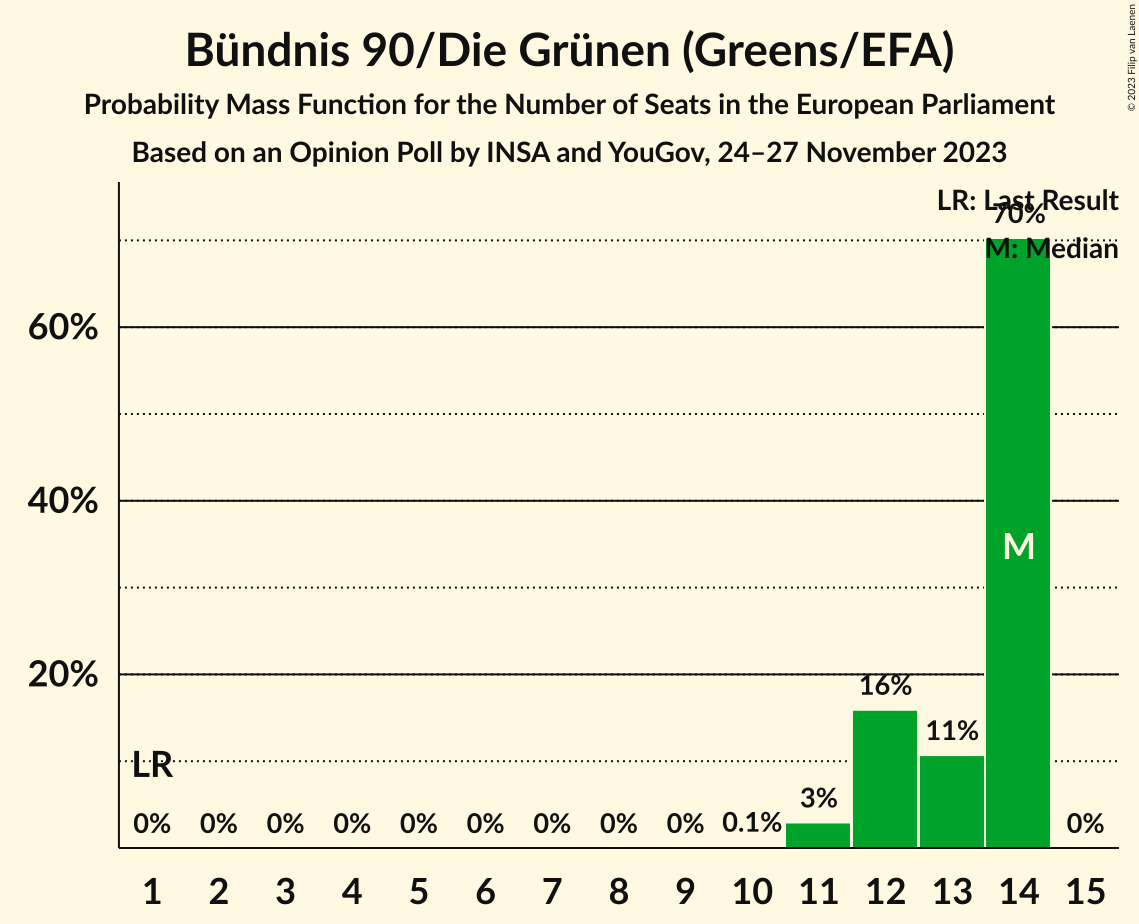 Bündnis 90/Die Grünen (Greens/EFA)
Probability Mass Function for the Number of Seats in the European Parliament
Based on an Opinion Poll by INSA and YouGov, 24–27 November 2023
© 2023 Filip van Laenen
LR: Last Result
70%
M: Median
60%
40%
M
20%
16%
11%
LR
3%
0% 0% 0% 0% 0% 0% 0% 0% 0% 0.1% 0%
1 2 3 4 5 6 7 8 9 10 11 12 13 14 15